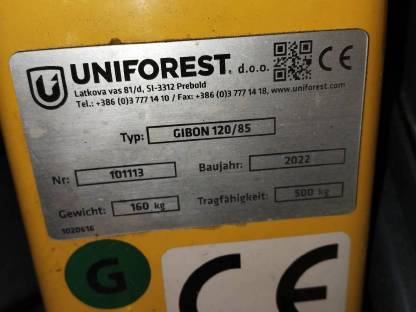 UNIFOREST® d.o.o. CE
Latkova vas 81/d, SI-3312 Prebold
Tel.: +386 (0)3 777 14 10 / Fax: +386 (0)3 777 14 18, www.uniforest.com
Typ: GIBON 120/85
Nr: 101113 Baujahr: 2022
Gewicht: 160 kg Tragfähigkeit: 500 kg
1020616
G CE